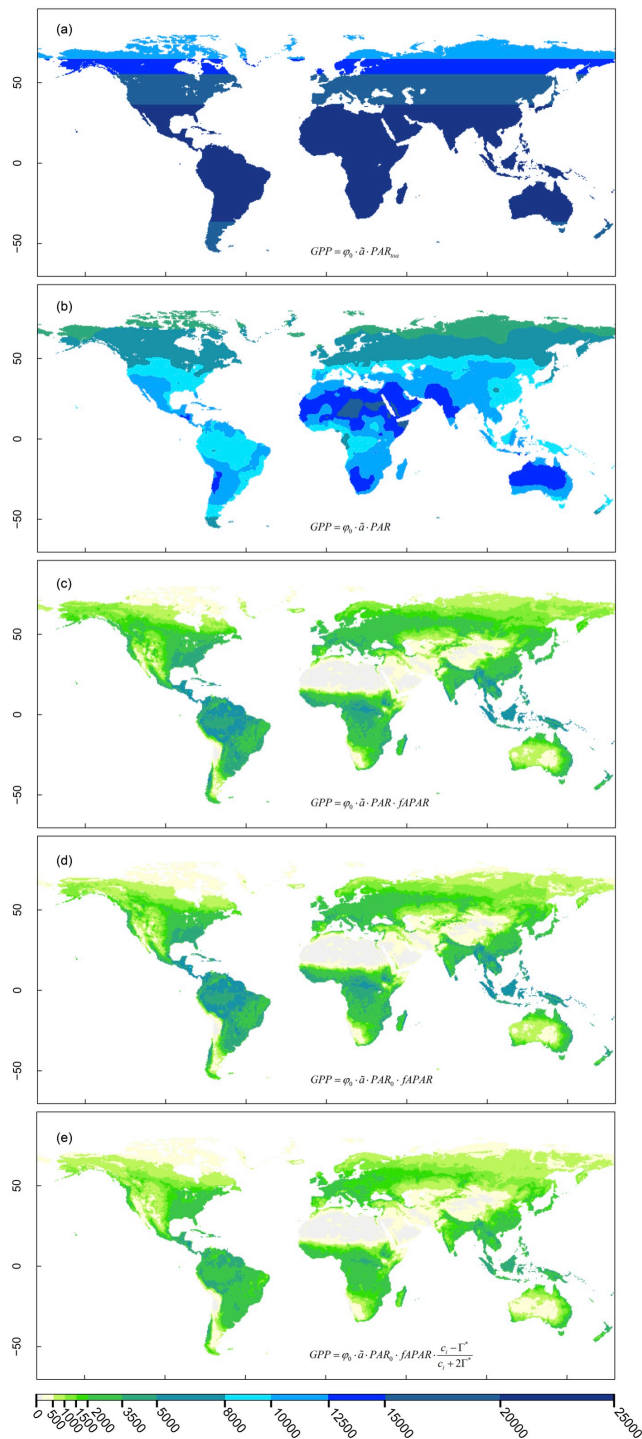 (a)
50
0
−50
GPP = φ₀ · ã · PAR_toa
(b)
50
0
−50
GPP = φ₀ · ã · PAR
(c)
50
0
−50
GPP = φ₀ · ã · PAR · fAPAR
(d)
50
0
−50
GPP = φ₀ · ã · PAR₀ · fAPAR
(e)
50
0
−50
GPP = φ₀ · ã · PAR₀ · fAPAR · (cᵢ − Γ*) / (cᵢ + 2Γ*)
0 500 1000 1500 2000 3500 5000 8000 10000 12500 15000 20000 25000